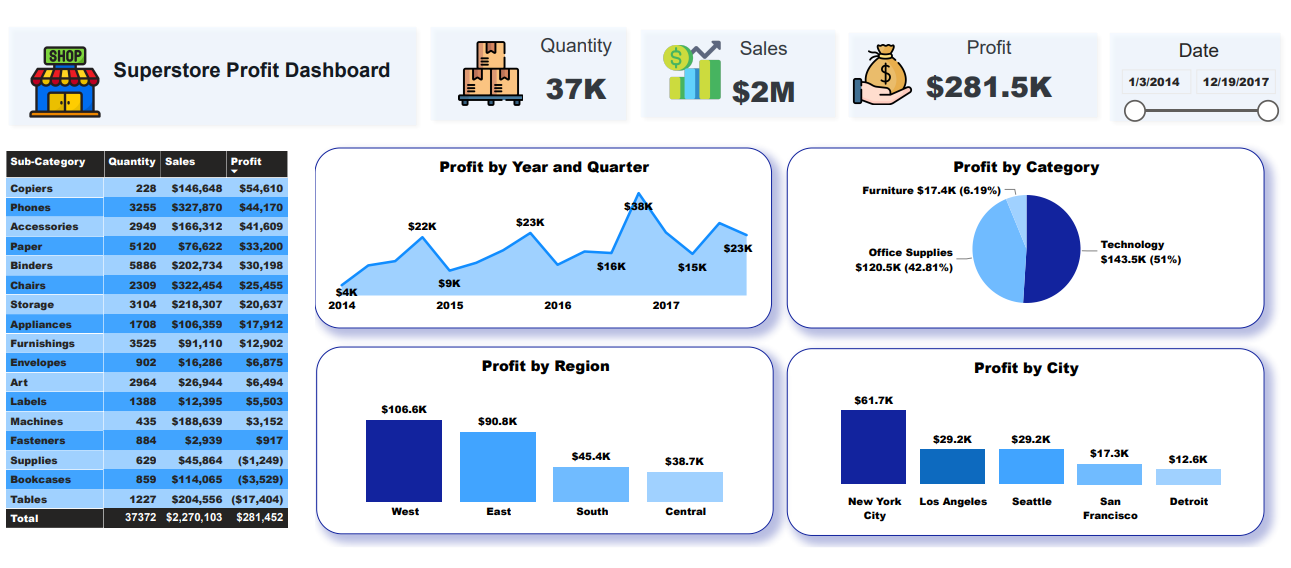 SHOP
Superstore Profit Dashboard
Quantity
37K
Sales
$2M
Profit
$281.5K
Date
1/3/2014 12/19/2017
Sub-Category Quantity Sales Profit
Copiers 228 $146,648 $54,610
Phones 3255 $327,870 $44,170
Accessories 2949 $166,312 $41,609
Paper 5120 $76,622 $33,200
Binders 5886 $202,734 $30,198
Chairs 2309 $322,454 $25,455
Storage 3104 $218,307 $20,637
Appliances 1708 $106,359 $17,912
Furnishings 3525 $91,110 $12,902
Envelopes 902 $16,286 $6,875
Art 2964 $26,944 $6,494
Labels 1388 $12,395 $5,503
Machines 435 $188,639 $3,152
Fasteners 884 $2,939 $917
Supplies 629 $45,864 ($1,249)
Bookcases 859 $114,065 ($3,529)
Tables 1227 $204,556 ($17,404)
Total 37372 $2,270,103 $281,452
Profit by Year and Quarter
$4K $22K $9K $23K $16K $38K $15K $23K
2014 2015 2016 2017
Profit by Category
Furniture $17.4K (6.19%)
Office Supplies
$120.5K (42.81%)
Technology
$143.5K (51%)
Profit by Region
$106.6K $90.8K $45.4K $38.7K
West East South Central
Profit by City
$61.7K $29.2K $29.2K $17.3K $12.6K
New York City Los Angeles Seattle San Francisco Detroit